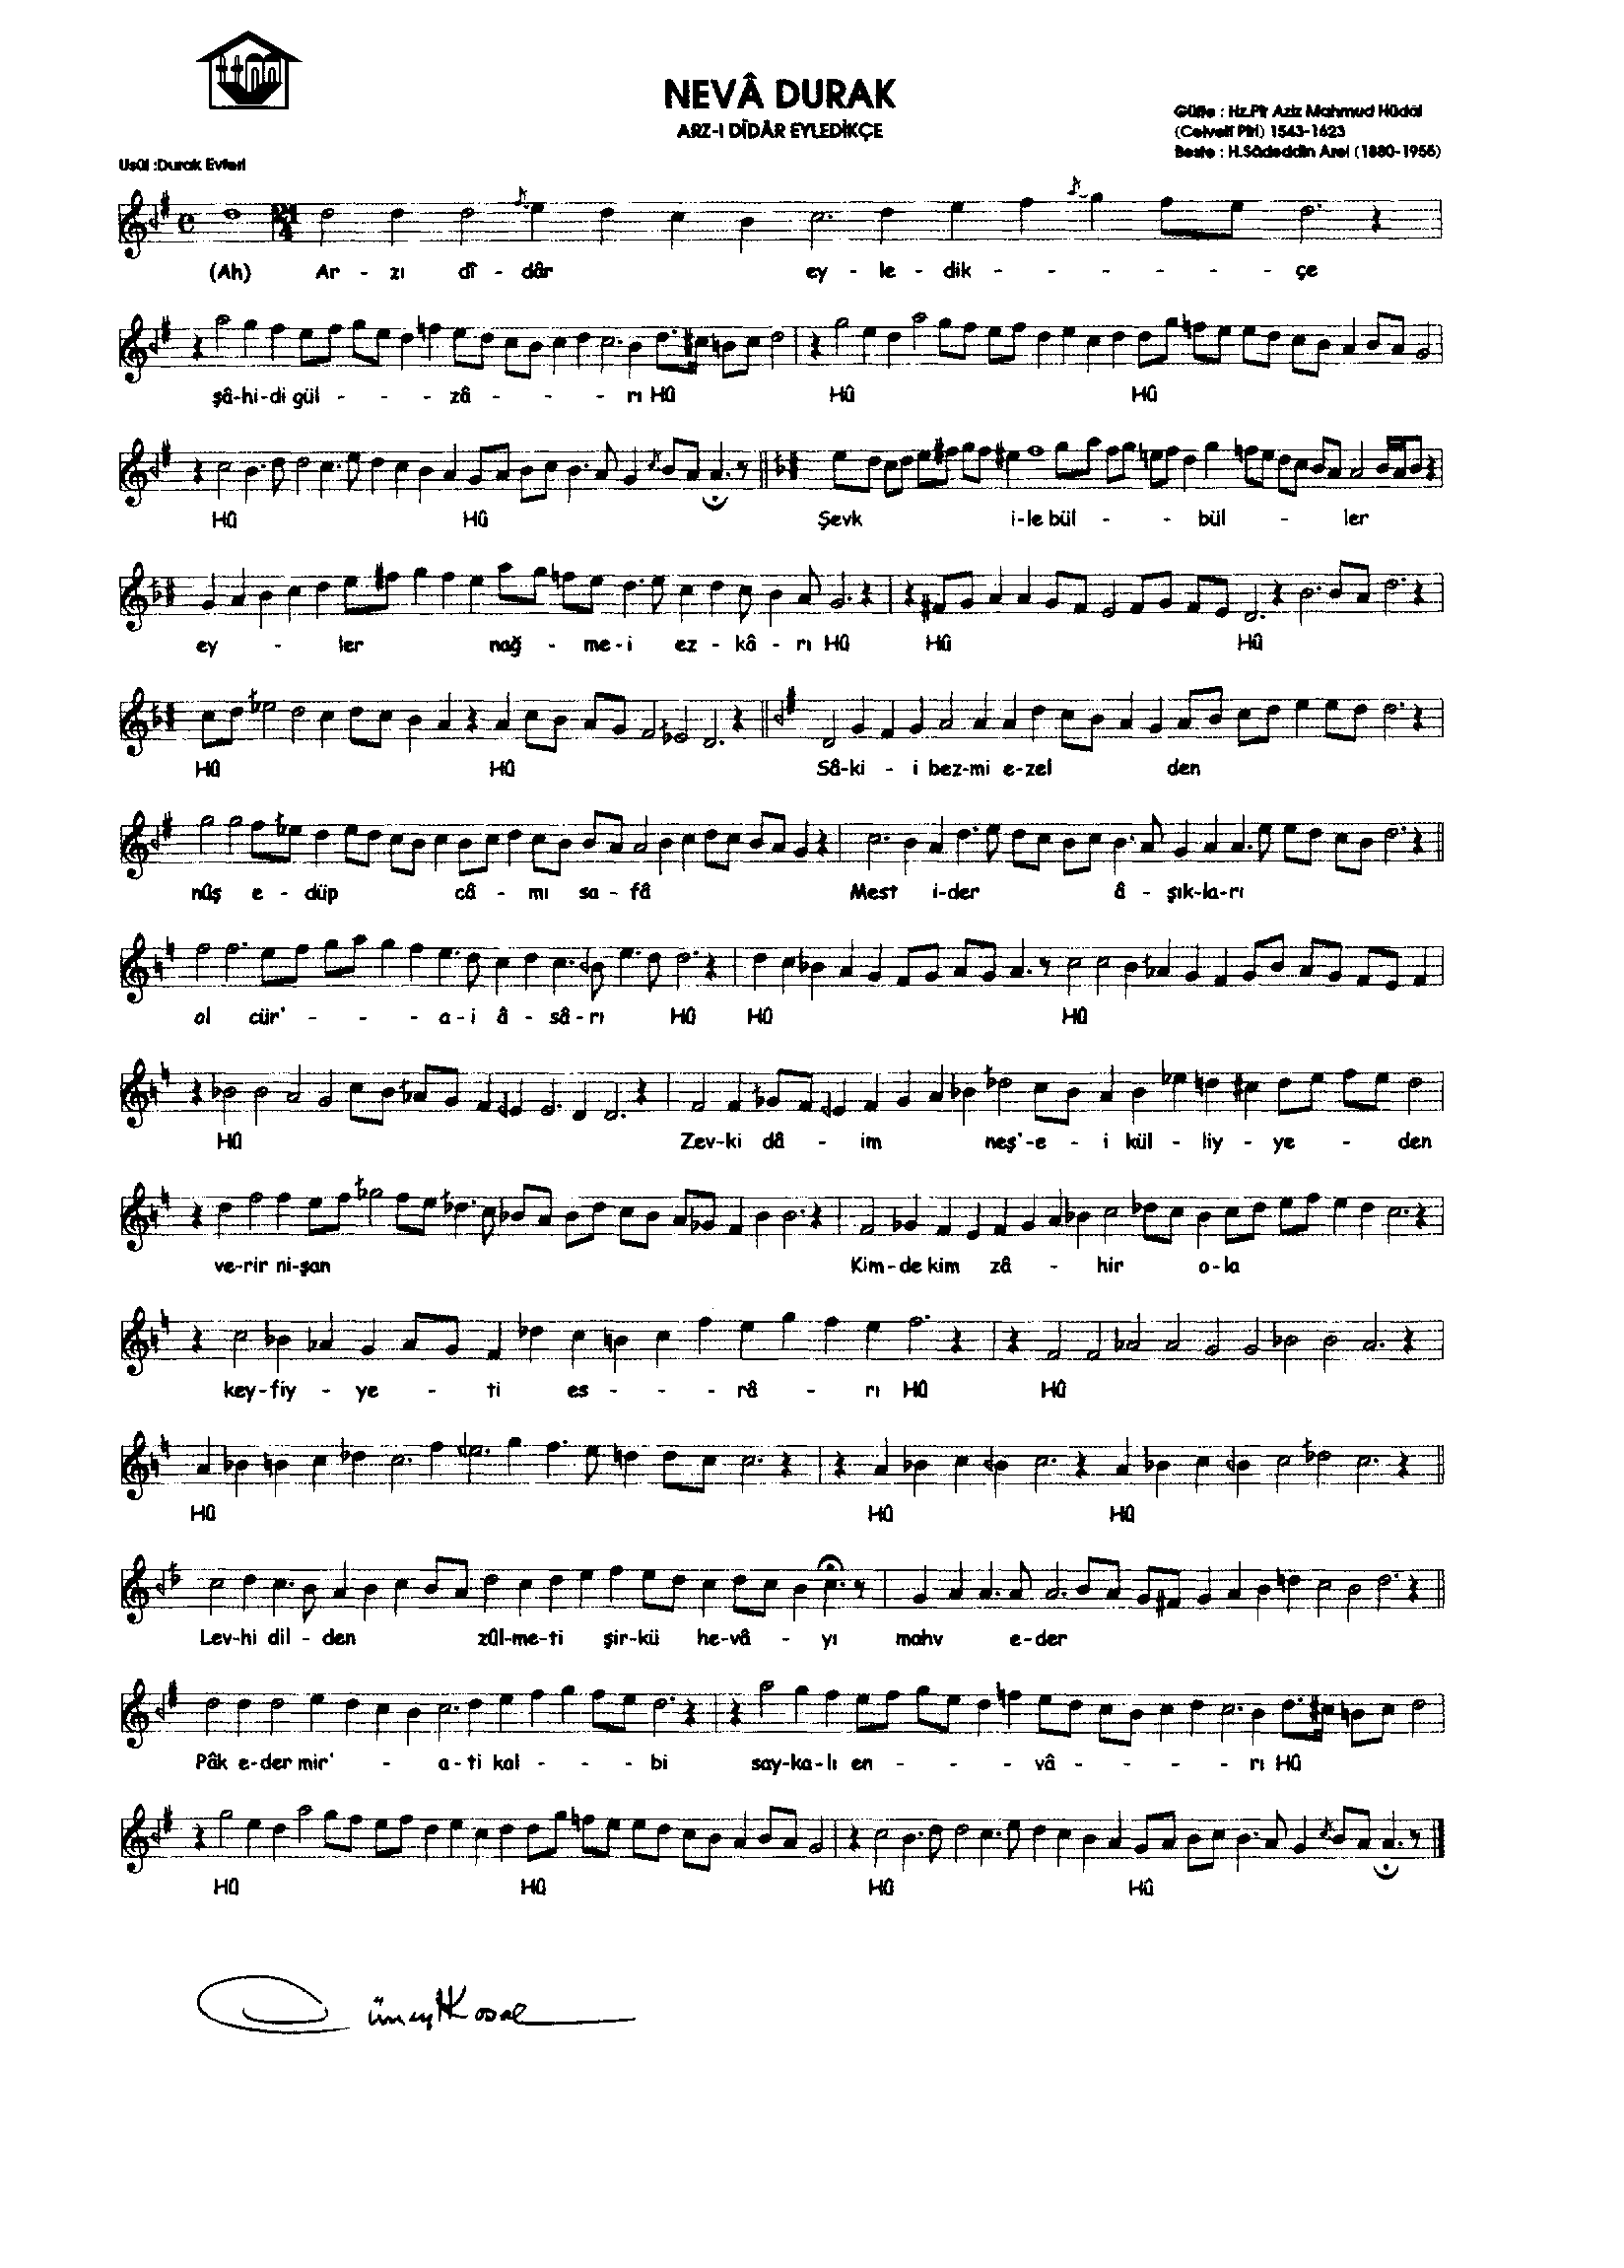 NEVÂ DURAK
ARZ-I DÎDÂR EYLEDİKÇE
Güfte : Hz.Pir Aziz Mahmud Hüdai
(Celveti Piri) 1543-1623
Beste : H.Sâdeddin Arel (1880-1955)
Usûl :Durak Evferi
(Ah) Ar - zı dî - dâr ey - le - dik - - - - - çe
şâ-hi-di gül - - - zâ - - - rı Hû Hû Hû
Hû Hû Şevk i-le bül - - bül - ler
ey - ler nağ - me-i ez-kâ-rı Hû Hû Hû
Hû Hû Sâ-ki - i bez-mi e-zel den
nûş e-düp câ - mı sa-fâ Mest i-der â-şık-la-rı
ol cür' - - - a-i â-sâ-rı Hû Hû Hû
Hû Zev-ki dâ - im neş'-e - i kül-liy - ye - den
ve-rir ni-şan Kim-de kim zâ - hir o-la
key-fiy - ye - ti es - - râ - rı Hû Hû
Hû Hû Hû
Lev-hi dil-den zûl-me-ti şir-kü he-vâ - yı mahv e-der
Pâk e-der mir' - a-ti kal - - bi say-ka-lı en - - - vâ - - - rı Hû
Hû Hû Hû Hû
Cüneyt Kosal